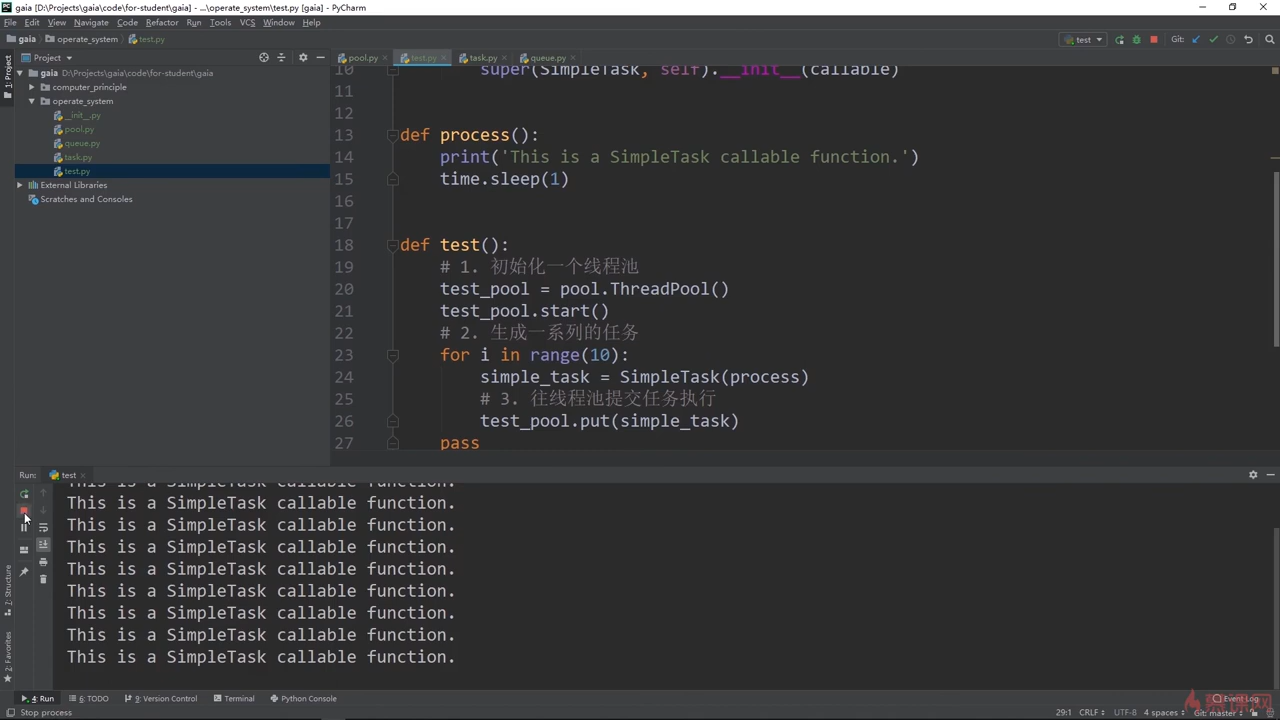 gaia [D:\Projects\gaia\code\for-student\gaia] - ...\operate_system\test.py [gaia] - PyCharm
File Edit View Navigate Code Refactor Run Tools VCS Window Help
gaia operate_system test.py test Git:
1: Project
Project
pool.py test.py task.py queue.py
gaia D:\Projects\gaia\code\for-student\gaia
computer_principle
operate_system
__init__.py
pool.py
queue.py
task.py
test.py
External Libraries
Scratches and Consoles
10 super(SimpleTask, self).__init__(callable)
11
12
13 def process():
14 print('This is a SimpleTask callable function.')
15 time.sleep(1)
16
17
18 def test():
19 # 1. 初始化一个线程池
20 test_pool = pool.ThreadPool()
21 test_pool.start()
22 # 2. 生成一系列的任务
23 for i in range(10):
24 simple_task = SimpleTask(process)
25 # 3. 往线程池提交任务执行
26 test_pool.put(simple_task)
27 pass
Run: test
This is a SimpleTask callable function.
This is a SimpleTask callable function.
This is a SimpleTask callable function.
This is a SimpleTask callable function.
This is a SimpleTask callable function.
This is a SimpleTask callable function.
This is a SimpleTask callable function.
This is a SimpleTask callable function.
This is a SimpleTask callable function.
7: Structure
2: Favorites
4: Run 6: TODO 9: Version Control Terminal Python Console Event Log
Stop process 29:1 CRLF UTF-8 4 spaces Git: master
慕课网